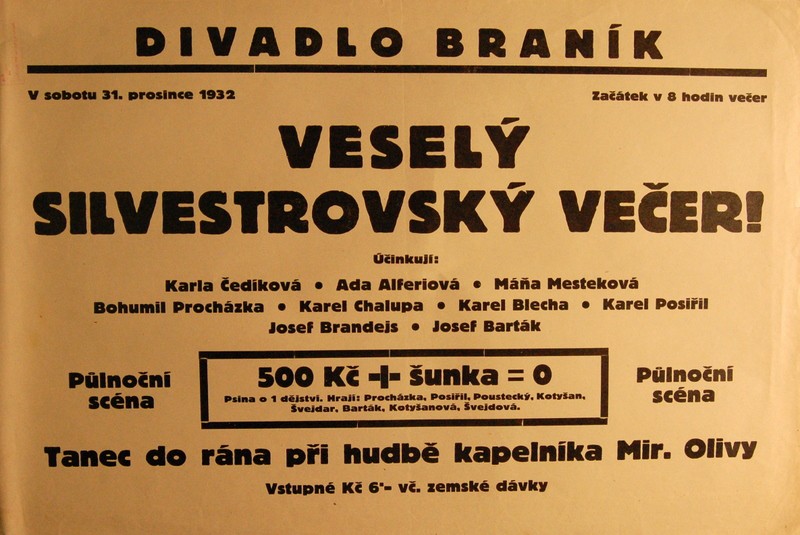 DIVADLO BRANÍK
V sobotu 31. prosince 1932
Začátek v 8 hodin večer
VESELÝ
SILVESTROVSKÝ VEČER!
Účinkují:
Karla Čedíková • Ada Alferiová • Máňa Mesteková
Bohumil Procházka • Karel Chalupa • Karel Blecha • Karel Posířil
Josef Brandejs • Josef Barták
Půlnoční
scéna
500 Kč + šunka = 0
Psina o 1 dějství. Hrají: Procházka, Posířil, Poustecký, Kotyšan,
Švejdar, Barták, Kotyšanová, Švejdová.
Půlnoční
scéna
Tanec do rána při hudbě kapelníka Mir. Olivy
Vstupné Kč 6·- vč. zemské dávky